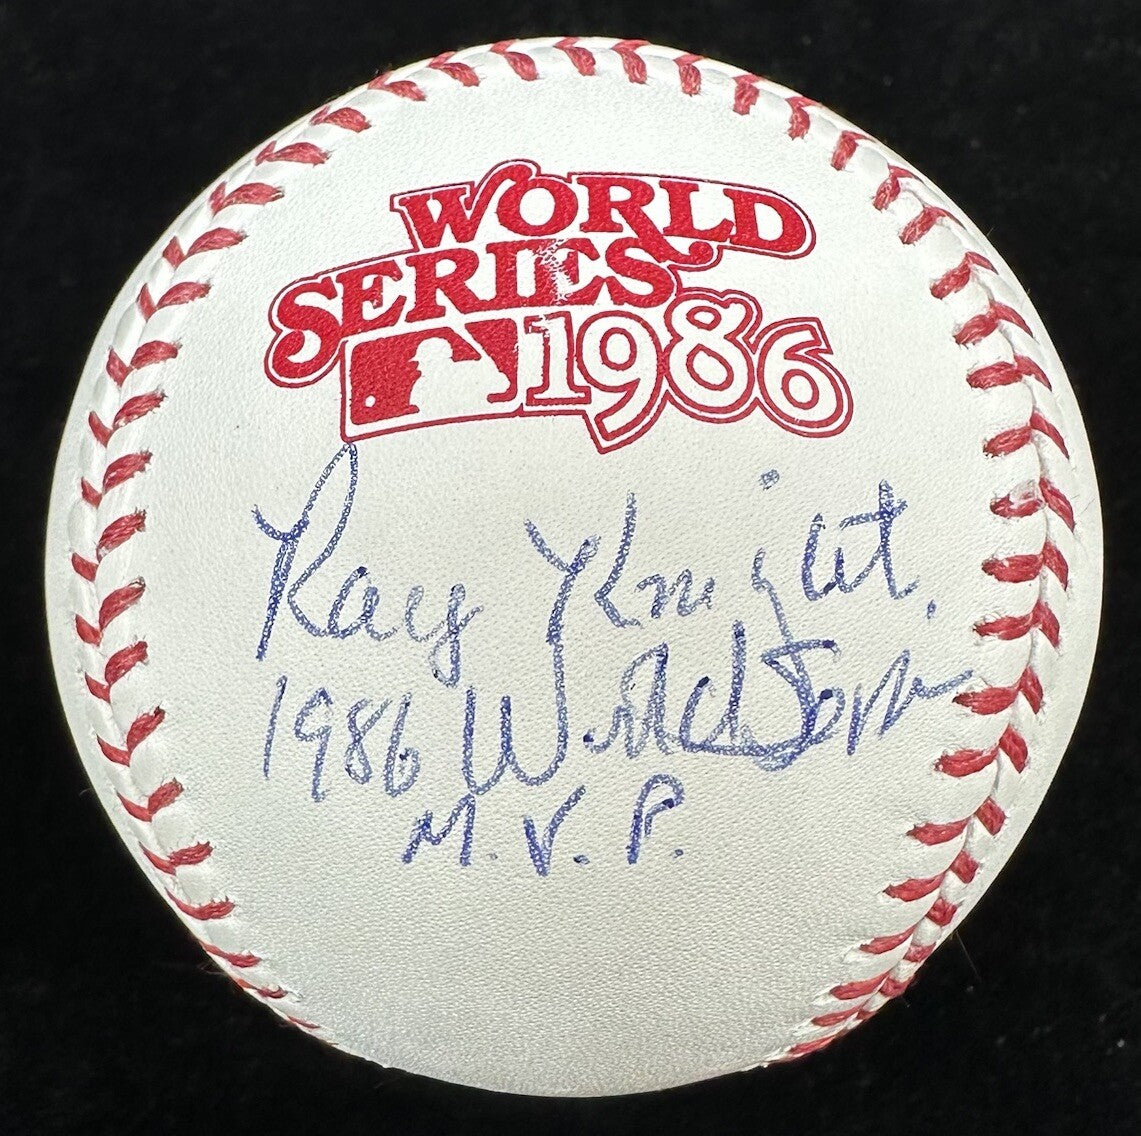 WORLD
SERIES
1986
Ray Knight.
1986 World Series
M.V.P.